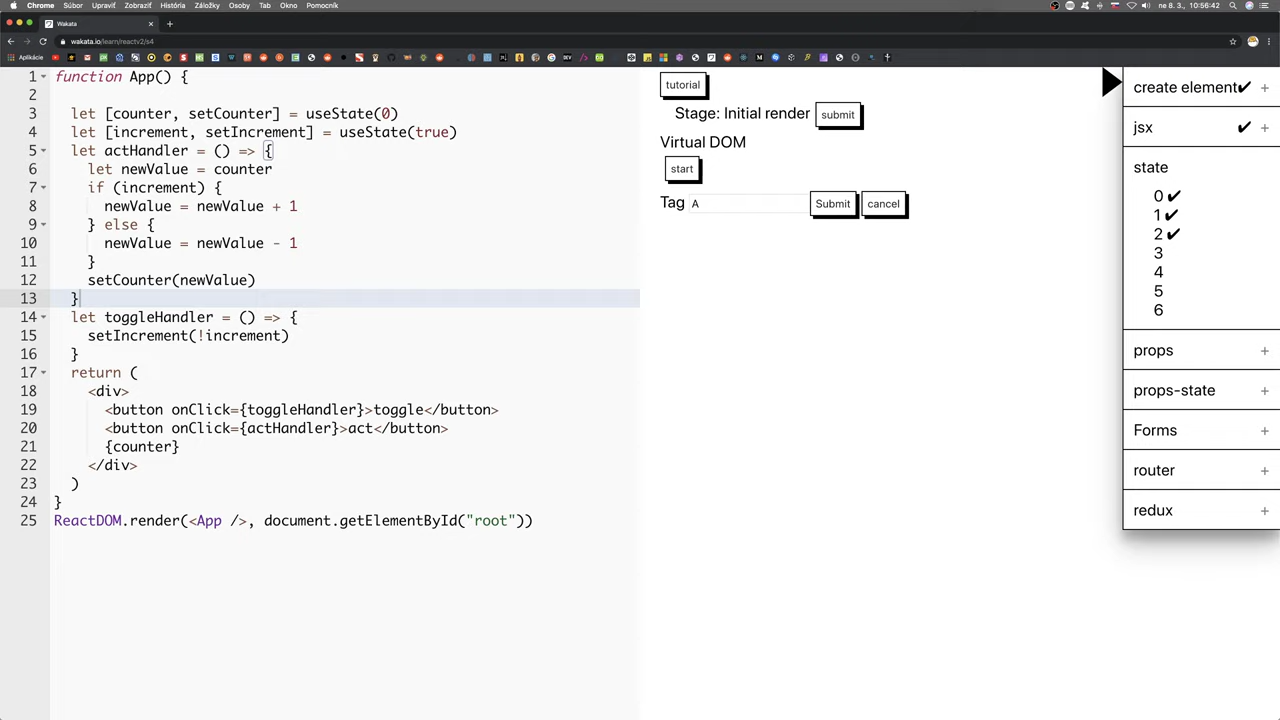 Chrome Súbor Upraviť Zobraziť História Záložky Osoby Tab Okno Pomocník ne 8. 3., 10:56:42
Wakata
wakata.io/learn/reactv2/s4
Aplikácie
1 function App() {
2
3 let [counter, setCounter] = useState(0)
4 let [increment, setIncrement] = useState(true)
5 let actHandler = () => {
6 let newValue = counter
7 if (increment) {
8 newValue = newValue + 1
9 } else {
10 newValue = newValue - 1
11 }
12 setCounter(newValue)
13 }
14 let toggleHandler = () => {
15 setIncrement(!increment)
16 }
17 return (
18 <div>
19 <button onClick={toggleHandler}>toggle</button>
20 <button onClick={actHandler}>act</button>
21 {counter}
22 </div>
23 )
24 }
25 ReactDOM.render(<App />, document.getElementById("root"))
tutorial
Stage: Initial render submit
Virtual DOM
start
Tag A Submit cancel
create element✔ +
jsx ✔ +
state
0 ✔
1 ✔
2 ✔
3
4
5
6
props +
props-state +
Forms +
router +
redux +